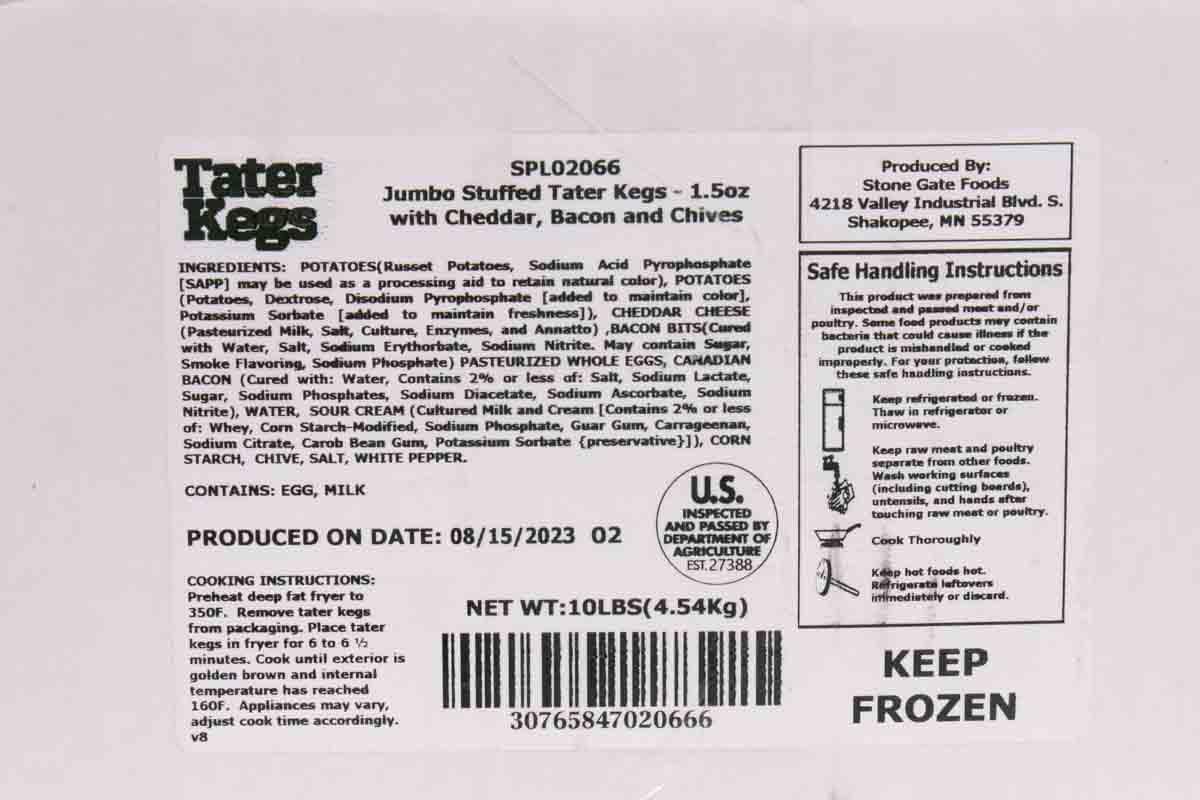 Tater
Kegs
SPL02066
Jumbo Stuffed Tater Kegs - 1.5oz
with Cheddar, Bacon and Chives
INGREDIENTS: POTATOES(Russet Potatoes, Sodium Acid Pyrophosphate
[SAPP] may be used as a processing aid to retain natural color), POTATOES
(Potatoes, Dextrose, Disodium Pyrophosphate [added to maintain color],
Potassium Sorbate [added to maintain freshness]), CHEDDAR CHEESE
(Pasteurized Milk, Salt, Culture, Enzymes, and Annatto) ,BACON BITS(Cured
with Water, Salt, Sodium Erythorbate, Sodium Nitrite. May contain Sugar,
Smoke Flavoring, Sodium Phosphate) PASTEURIZED WHOLE EGGS, CANADIAN
BACON (Cured with: Water, Contains 2% or less of: Salt, Sodium Lactate,
Sugar, Sodium Phosphates, Sodium Diacetate, Sodium Ascorbate, Sodium
Nitrite), WATER, SOUR CREAM (Cultured Milk and Cream [Contains 2% or less
of: Whey, Corn Starch-Modified, Sodium Phosphate, Guar Gum, Carrageenan,
Sodium Citrate, Carob Bean Gum, Potassium Sorbate {preservative}]), CORN
STARCH, CHIVE, SALT, WHITE PEPPER.
CONTAINS: EGG, MILK
PRODUCED ON DATE: 08/15/2023 02
COOKING INSTRUCTIONS:
Preheat deep fat fryer to
350F. Remove tater kegs
from packaging. Place tater
kegs in fryer for 6 to 6 ½
minutes. Cook until exterior is
golden brown and internal
temperature has reached
160F. Appliances may vary,
adjust cook time accordingly.
v8
U.S.
INSPECTED
AND PASSED BY
DEPARTMENT OF
AGRICULTURE
EST.27388
NET WT:10LBS(4.54Kg)
30765847020666
Produced By:
Stone Gate Foods
4218 Valley Industrial Blvd. S.
Shakopee, MN 55379
Safe Handling Instructions
This product was prepared from
inspected and passed meat and/or
poultry. Some food products may contain
bacteria that could cause illness if the
product is mishandled or cooked
improperly. For your protection, follow
these safe handling instructions.
Keep refrigerated or frozen.
Thaw in refrigerator or
microwave.
Keep raw meat and poultry
separate from other foods.
Wash working surfaces
(including cutting boards),
untensils, and hands after
touching raw meat or poultry.
Cook Thoroughly
Keep hot foods hot.
Refrigerate leftovers
immediately or discard.
KEEP
FROZEN